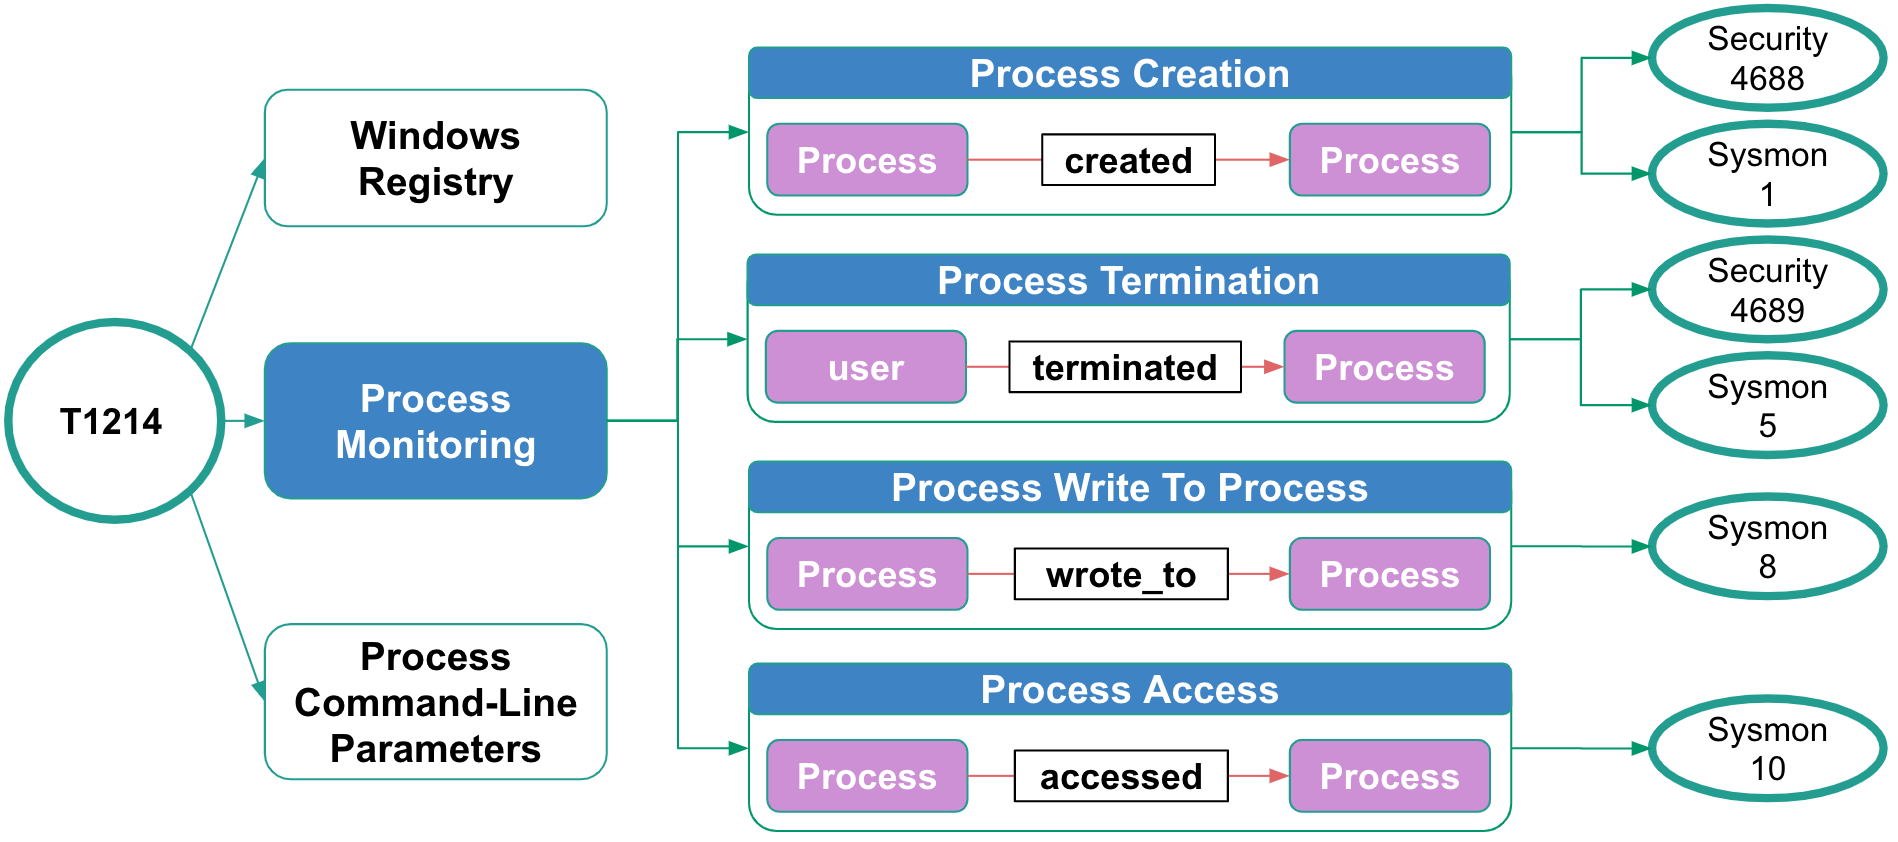 T1214
Windows
Registry
Process
Monitoring
Process
Command-Line
Parameters
Process Creation
Process created Process
Process Termination
user terminated Process
Process Write To Process
Process wrote_to Process
Process Access
Process accessed Process
Security
4688
Sysmon
1
Security
4689
Sysmon
5
Sysmon
8
Sysmon
10